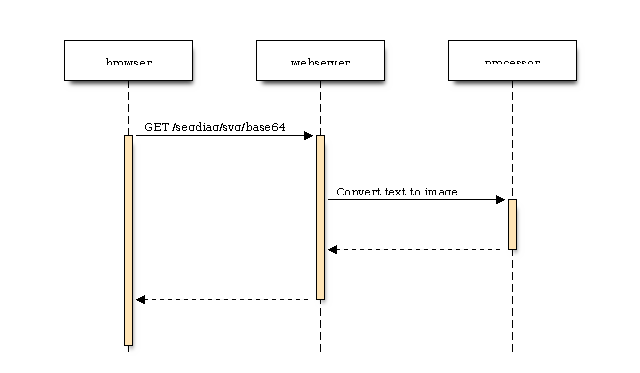 browser
webserver
processor
GET /seqdiag/svg/base64
Convert text to image